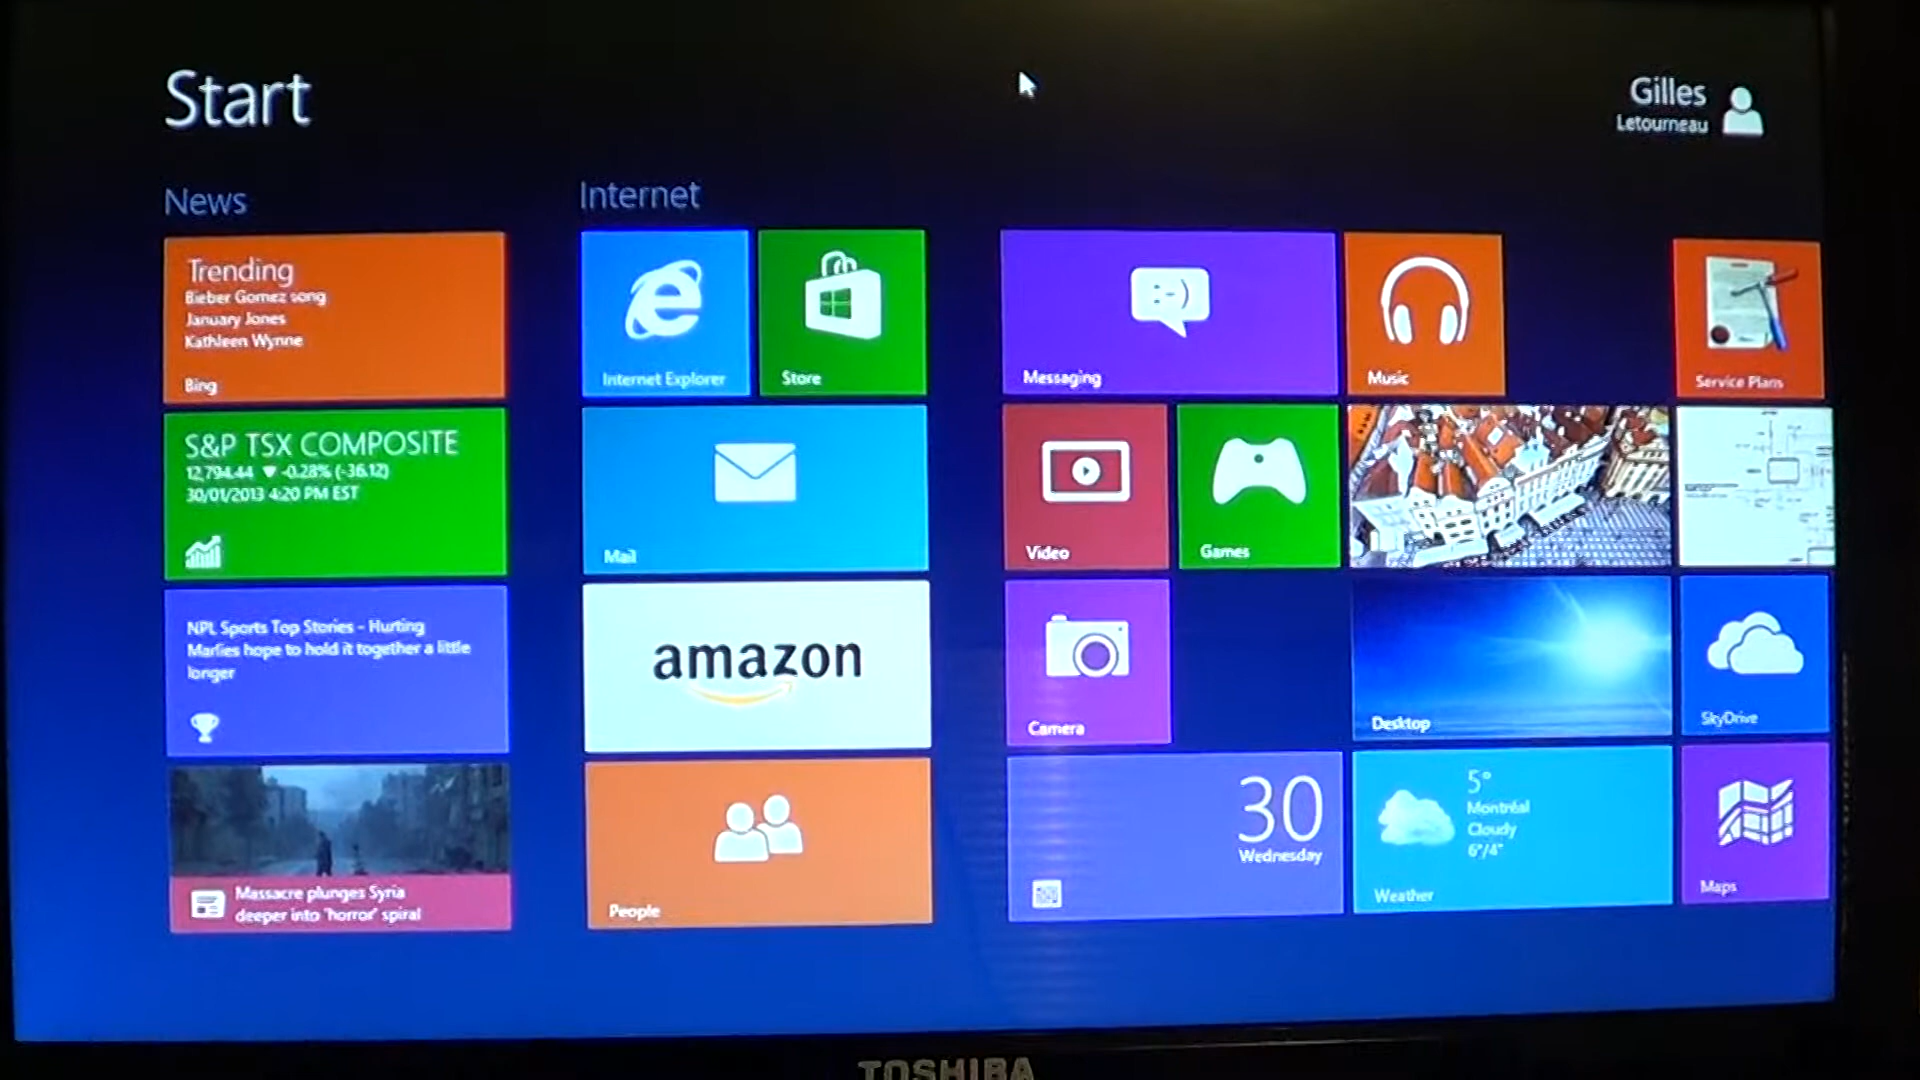 Start
Gilles
Letourneau
News
Internet
Trending
Bieber Gomez song
January Jones
Kathleen Wynne
Bing
Internet Explorer
Store
Messaging
Music
Service Plans
S&P TSX COMPOSITE
12,794.44 ▼ -0.28% (-36.12)
30/01/2013 4:20 PM EST
Mail
Video
Games
NPL Sports Top Stories - Hurting
Marlies hope to hold it together a little
longer
amazon
Camera
Desktop
SkyDrive
Massacre plunges Syria
deeper into 'horror' spiral
People
30
Wednesday
5°
Montréal
Cloudy
6°/4°
Weather
Maps
TOSHIBA